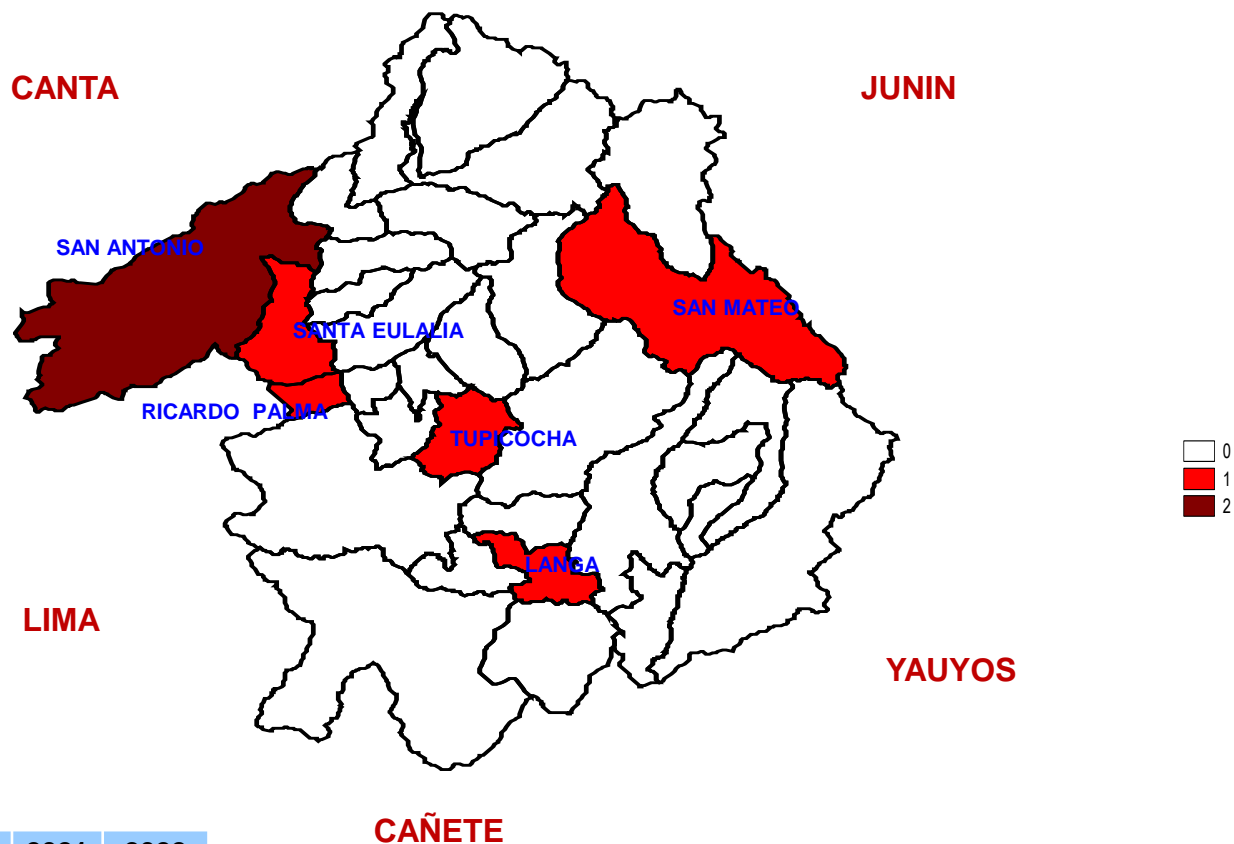 CANTA
JUNIN
SAN ANTONIO
SAN MATEO
SANTA EULALIA
RICARDO PALMA
TUPICOCHA
0
1
2
LANGA
LIMA
YAUYOS
CAÑETE